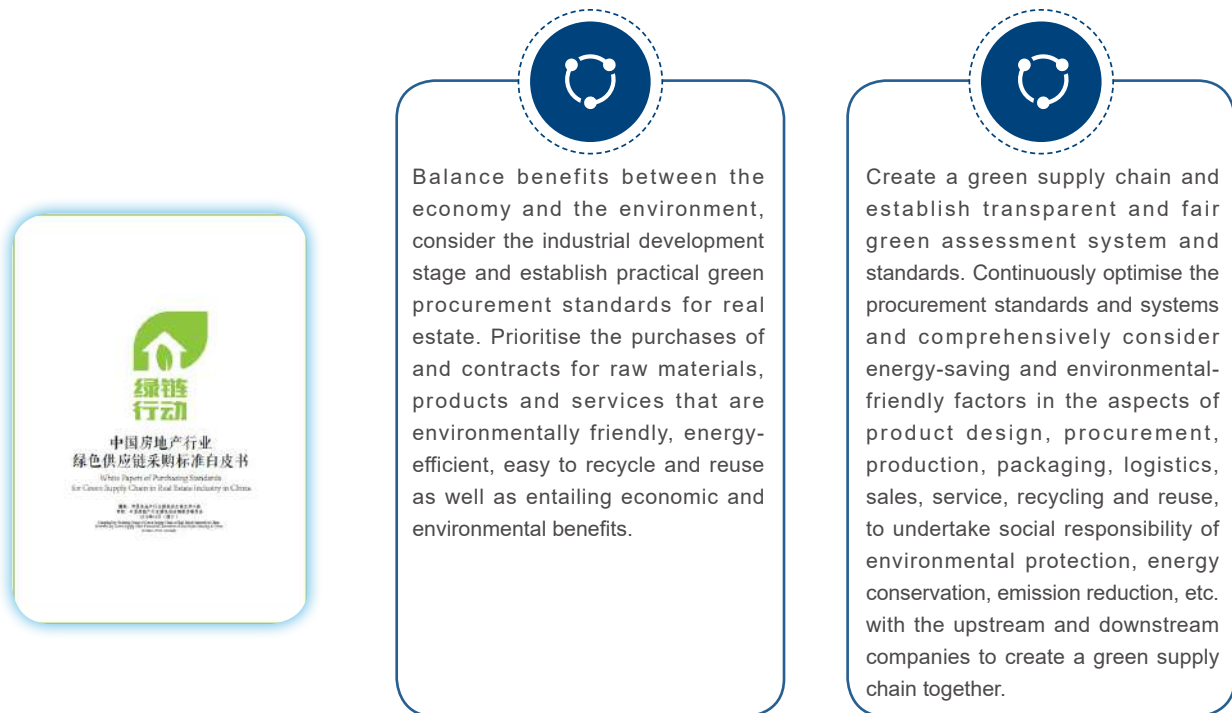 绿链
行动
中国房地产行业
绿色供应链采购标准白皮书
White Papers of Purchasing Standards
for Green Supply Chain in Real Estate Industry in China
Balance benefits between the
economy and the environment,
consider the industrial development
stage and establish practical green
procurement standards for real
estate. Prioritise the purchases of
and contracts for raw materials,
products and services that are
environmentally friendly, energy-
efficient, easy to recycle and reuse
as well as entailing economic and
environmental benefits.
Create a green supply chain and
establish transparent and fair
green assessment system and
standards. Continuously optimise the
procurement standards and systems
and comprehensively consider
energy-saving and environmental-
friendly factors in the aspects of
product design, procurement,
production, packaging, logistics,
sales, service, recycling and reuse,
to undertake social responsibility of
environmental protection, energy
conservation, emission reduction, etc.
with the upstream and downstream
companies to create a green supply
chain together.